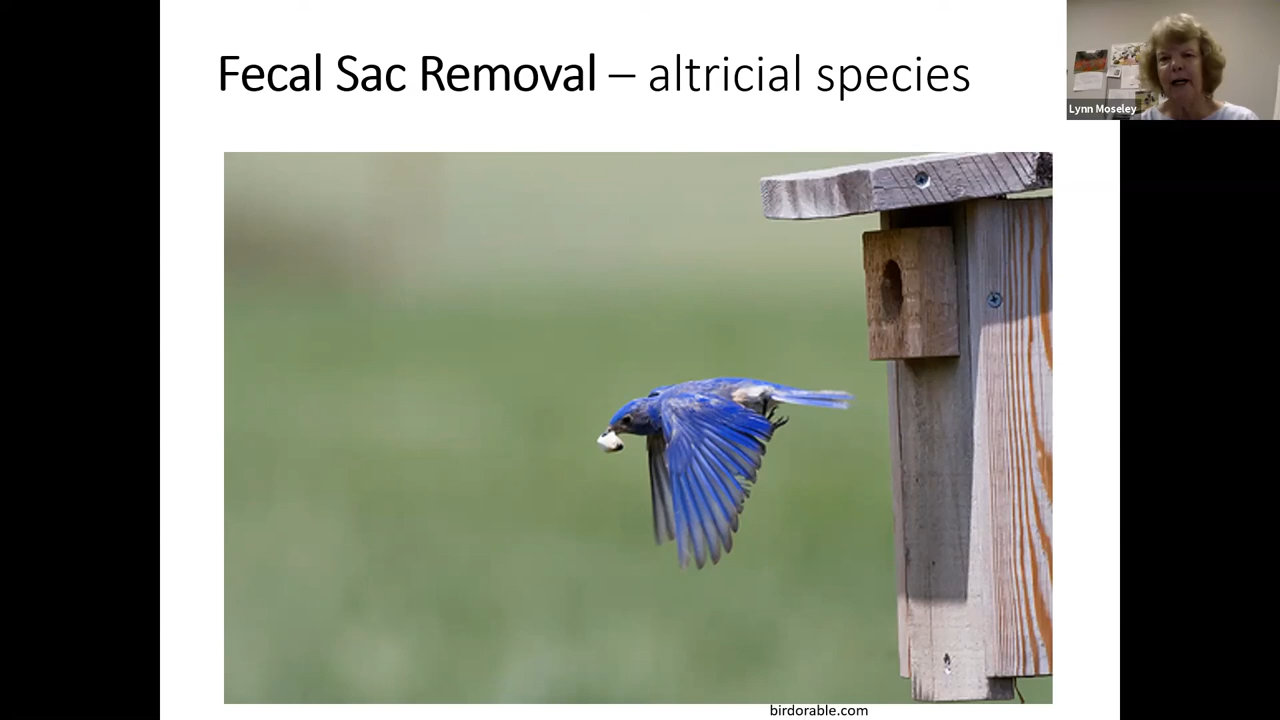 Fecal Sac Removal – altricial species
Lynn Moseley
birdorable.com